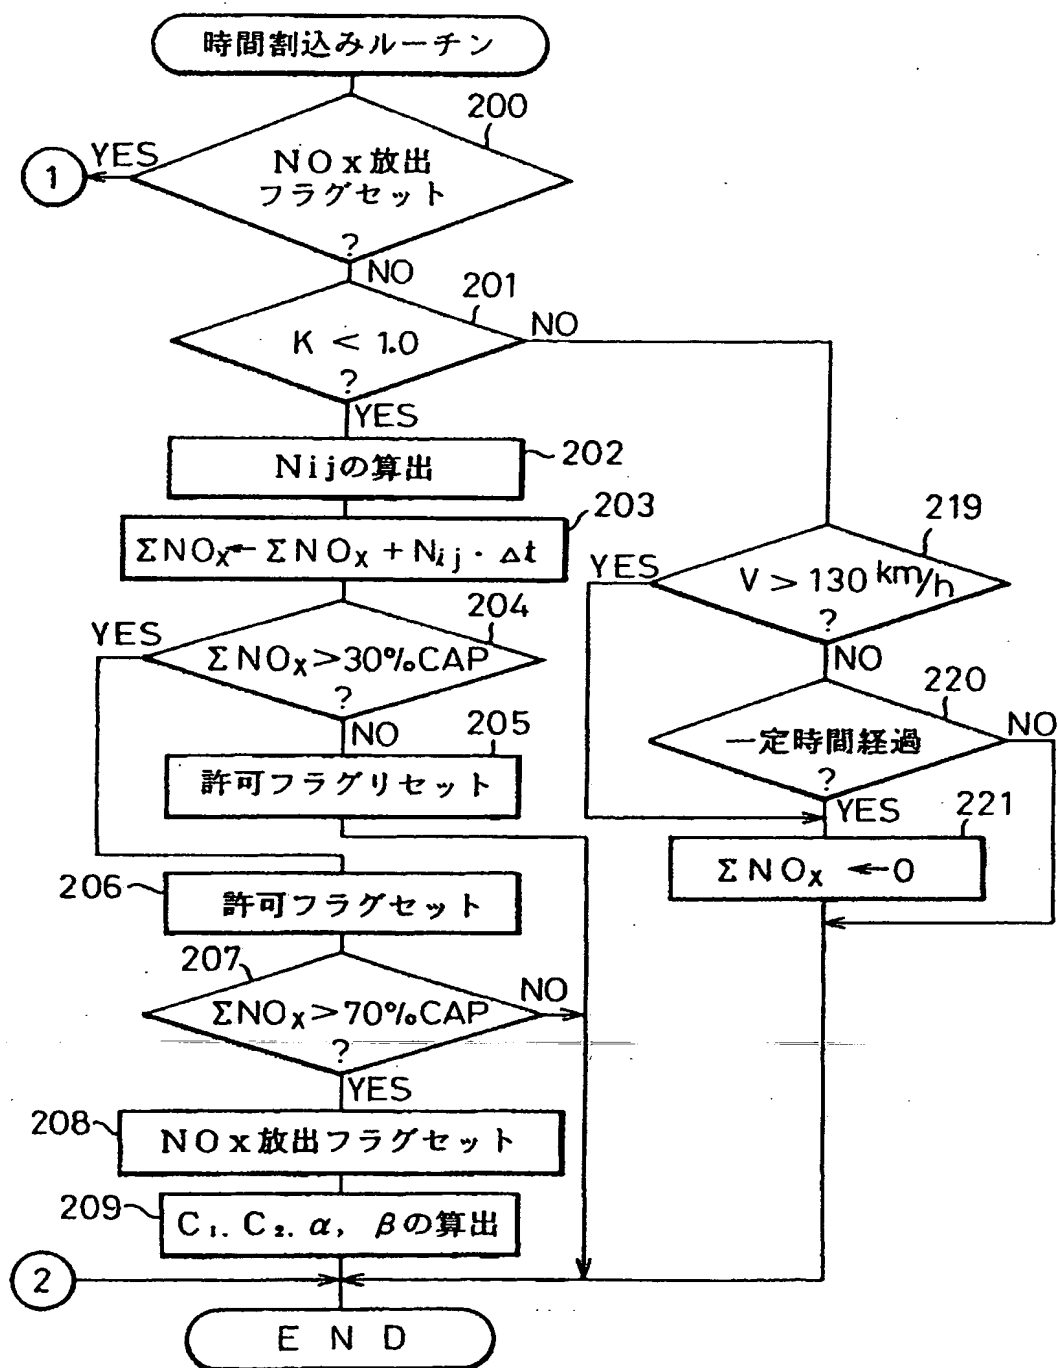 時間割込みルーチン
200
YES
1
NOx放出
フラグセット
?
NO
201
K < 1.0
?
NO
YES
Nijの算出
202
203
ΣNOx ← ΣNOx + Nij · Δt
204
YES
ΣNOx > 30%CAP
?
NO
205
許可フラグリセット
206
許可フラグセット
207
ΣNOx > 70%CAP
?
NO
YES
208
NOx放出フラグセット
209
C₁. C₂. α, βの算出
2
END
219
YES
V > 130 km/h
?
NO
220
一定時間経過
?
NO
YES
221
ΣNOx ← 0